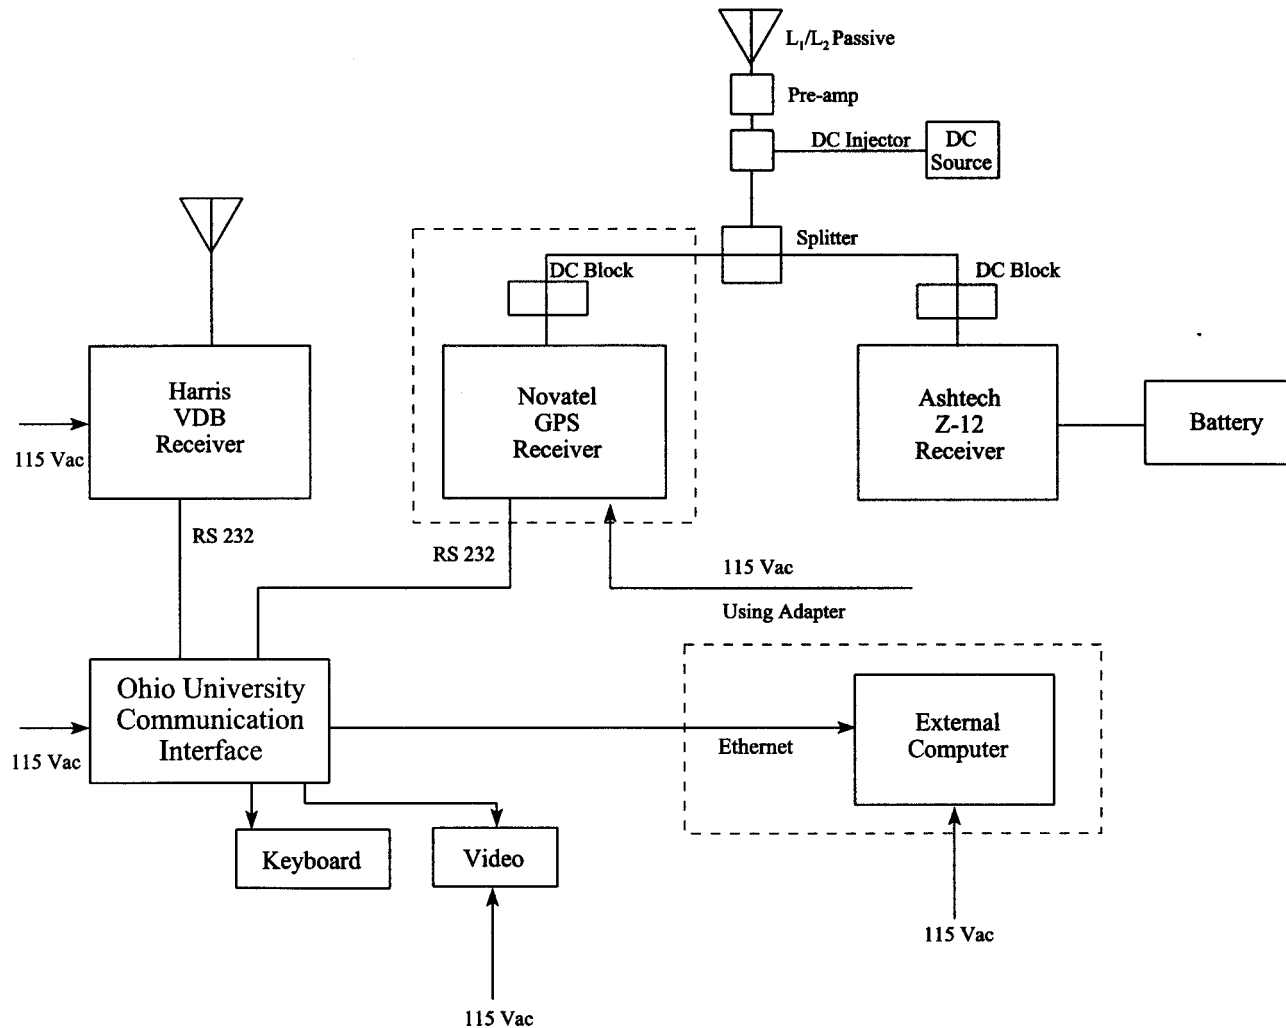 L1/L2 Passive
Pre-amp
DC Injector
DC
Source
Splitter
DC Block
DC Block
Harris
VDB
Receiver
115 Vac
Novatel
GPS
Receiver
Ashtech
Z-12
Receiver
Battery
RS 232
RS 232
115 Vac
Using Adapter
Ohio University
Communication
Interface
115 Vac
Ethernet
External
Computer
Keyboard
Video
115 Vac
115 Vac